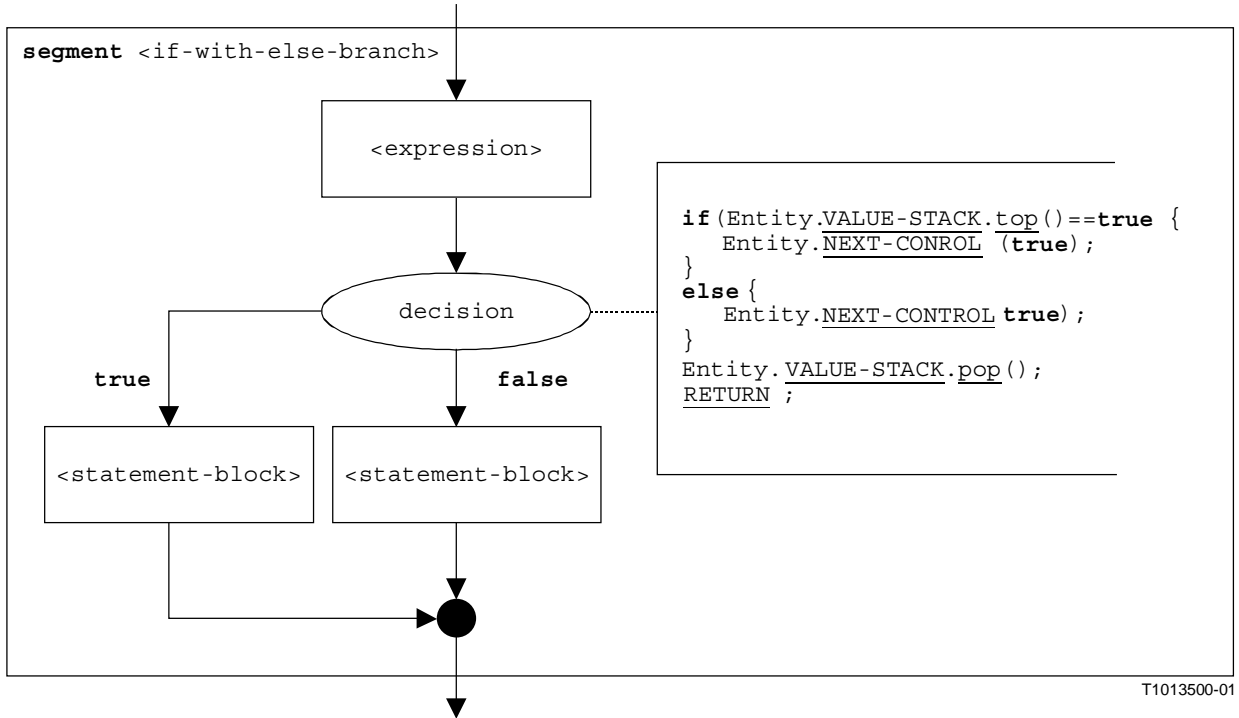 segment <if-with-else-branch>
<expression>
decision
true
false
<statement-block>
<statement-block>
if(Entity.VALUE-STACK.top()==true {
Entity.NEXT-CONROL (true);
}
else{
Entity.NEXT-CONTROL true);
}
Entity.VALUE-STACK.pop();
RETURN ;
T1013500-01